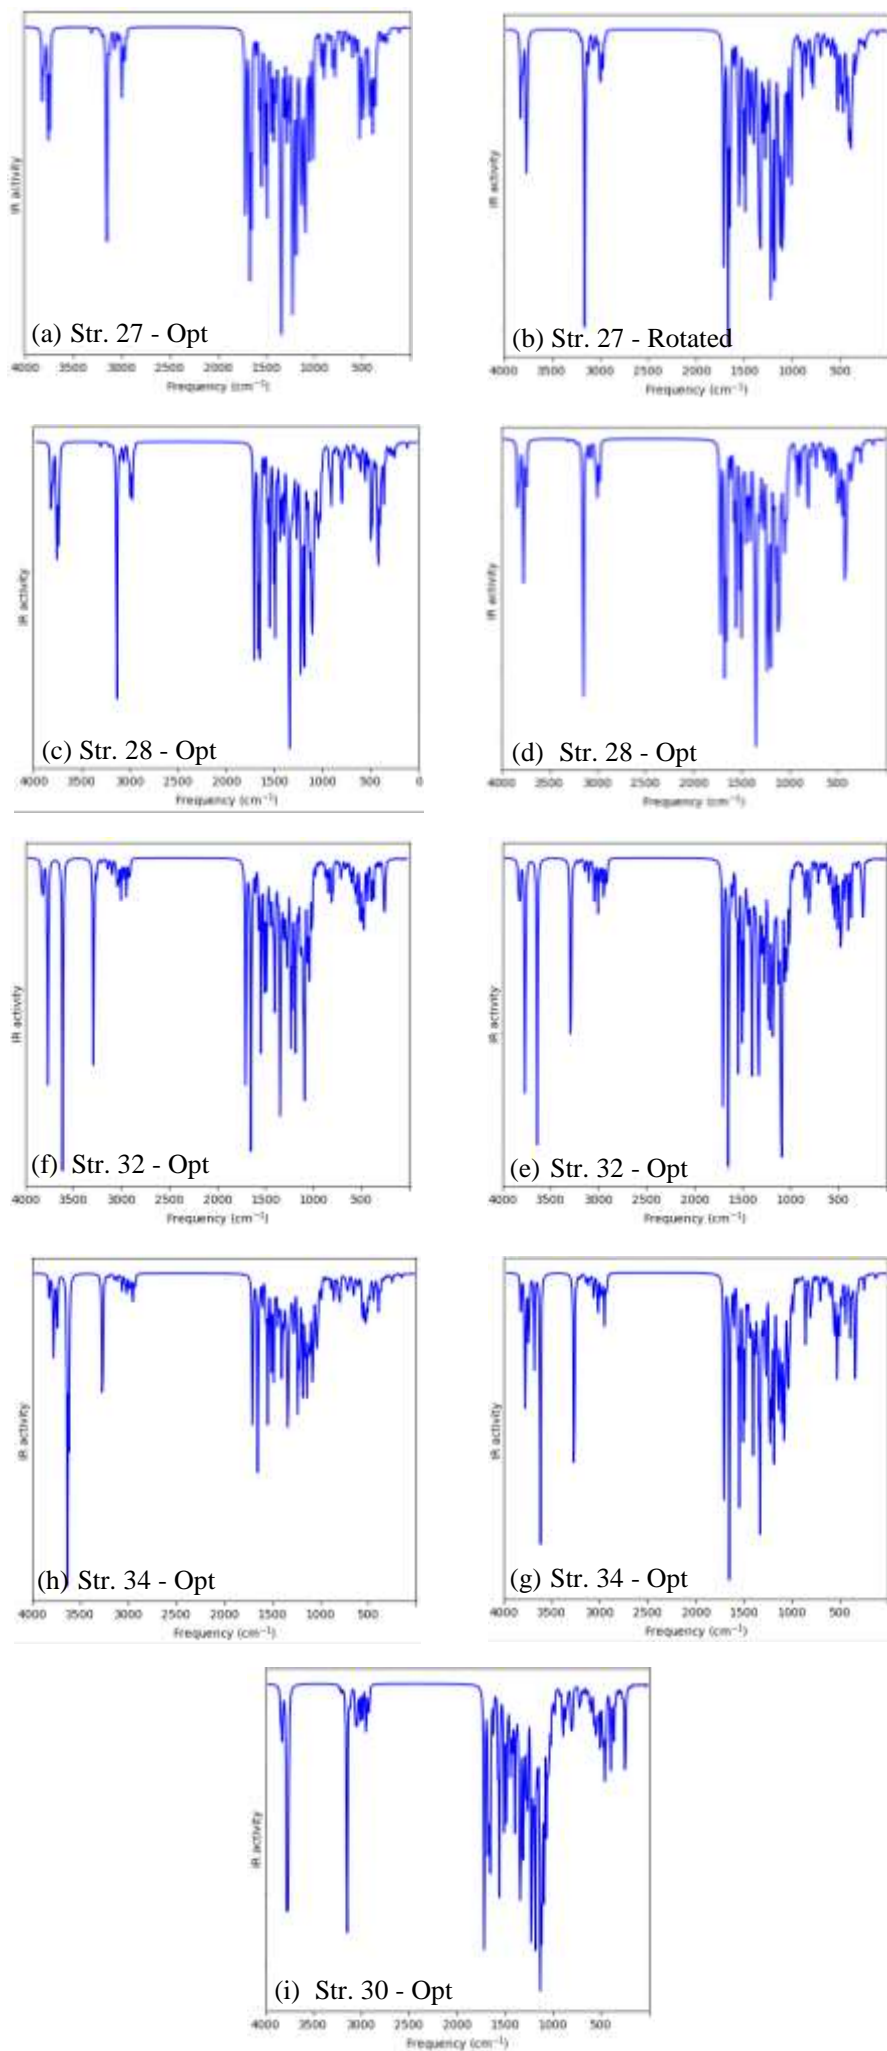 IR activity
(a) Str. 27 - Opt
4000 3500 3000 2500 2000 1500 1000 500
Frequency (cm⁻¹)
IR activity
(b) Str. 27 - Rotated
4000 3500 3000 2500 2000 1500 1000 500
Frequency (cm⁻¹)
IR activity
(c) Str. 28 - Opt
4000 3500 3000 2500 2000 1500 1000 500 0
Frequency (cm⁻¹)
IR activity
(d) Str. 28 - Opt
4000 3500 3000 2500 2000 1500 1000 500
Frequency (cm⁻¹)
IR activity
(f) Str. 32 - Opt
4000 3500 3000 2500 2000 1500 1000 500
Frequency (cm⁻¹)
IR activity
(e) Str. 32 - Opt
4000 3500 3000 2500 2000 1500 1000 500
Frequency (cm⁻¹)
IR activity
(h) Str. 34 - Opt
4000 3500 3000 2500 2000 1500 1000 500
Frequency (cm⁻¹)
IR activity
(g) Str. 34 - Opt
4000 3500 3000 2500 2000 1500 1000 500
Frequency (cm⁻¹)
IR activity
(i) Str. 30 - Opt
4000 3500 3000 2500 2000 1500 1000 500
Frequency (cm⁻¹)